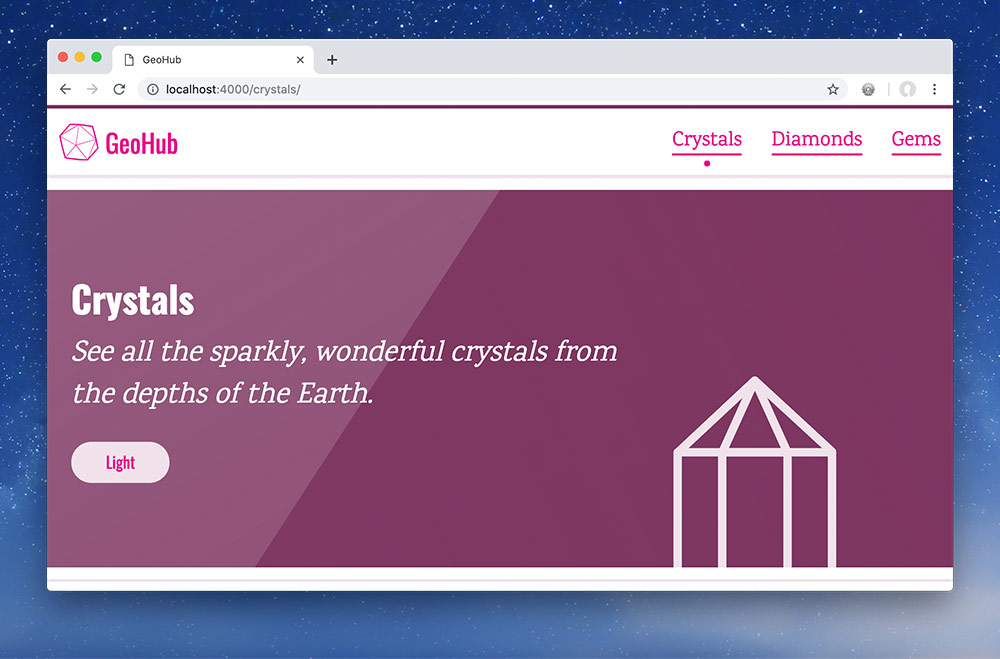 GeoHub
localhost:4000/crystals/
GeoHub
Crystals Diamonds Gems
Crystals
See all the sparkly, wonderful crystals from
the depths of the Earth.
Light